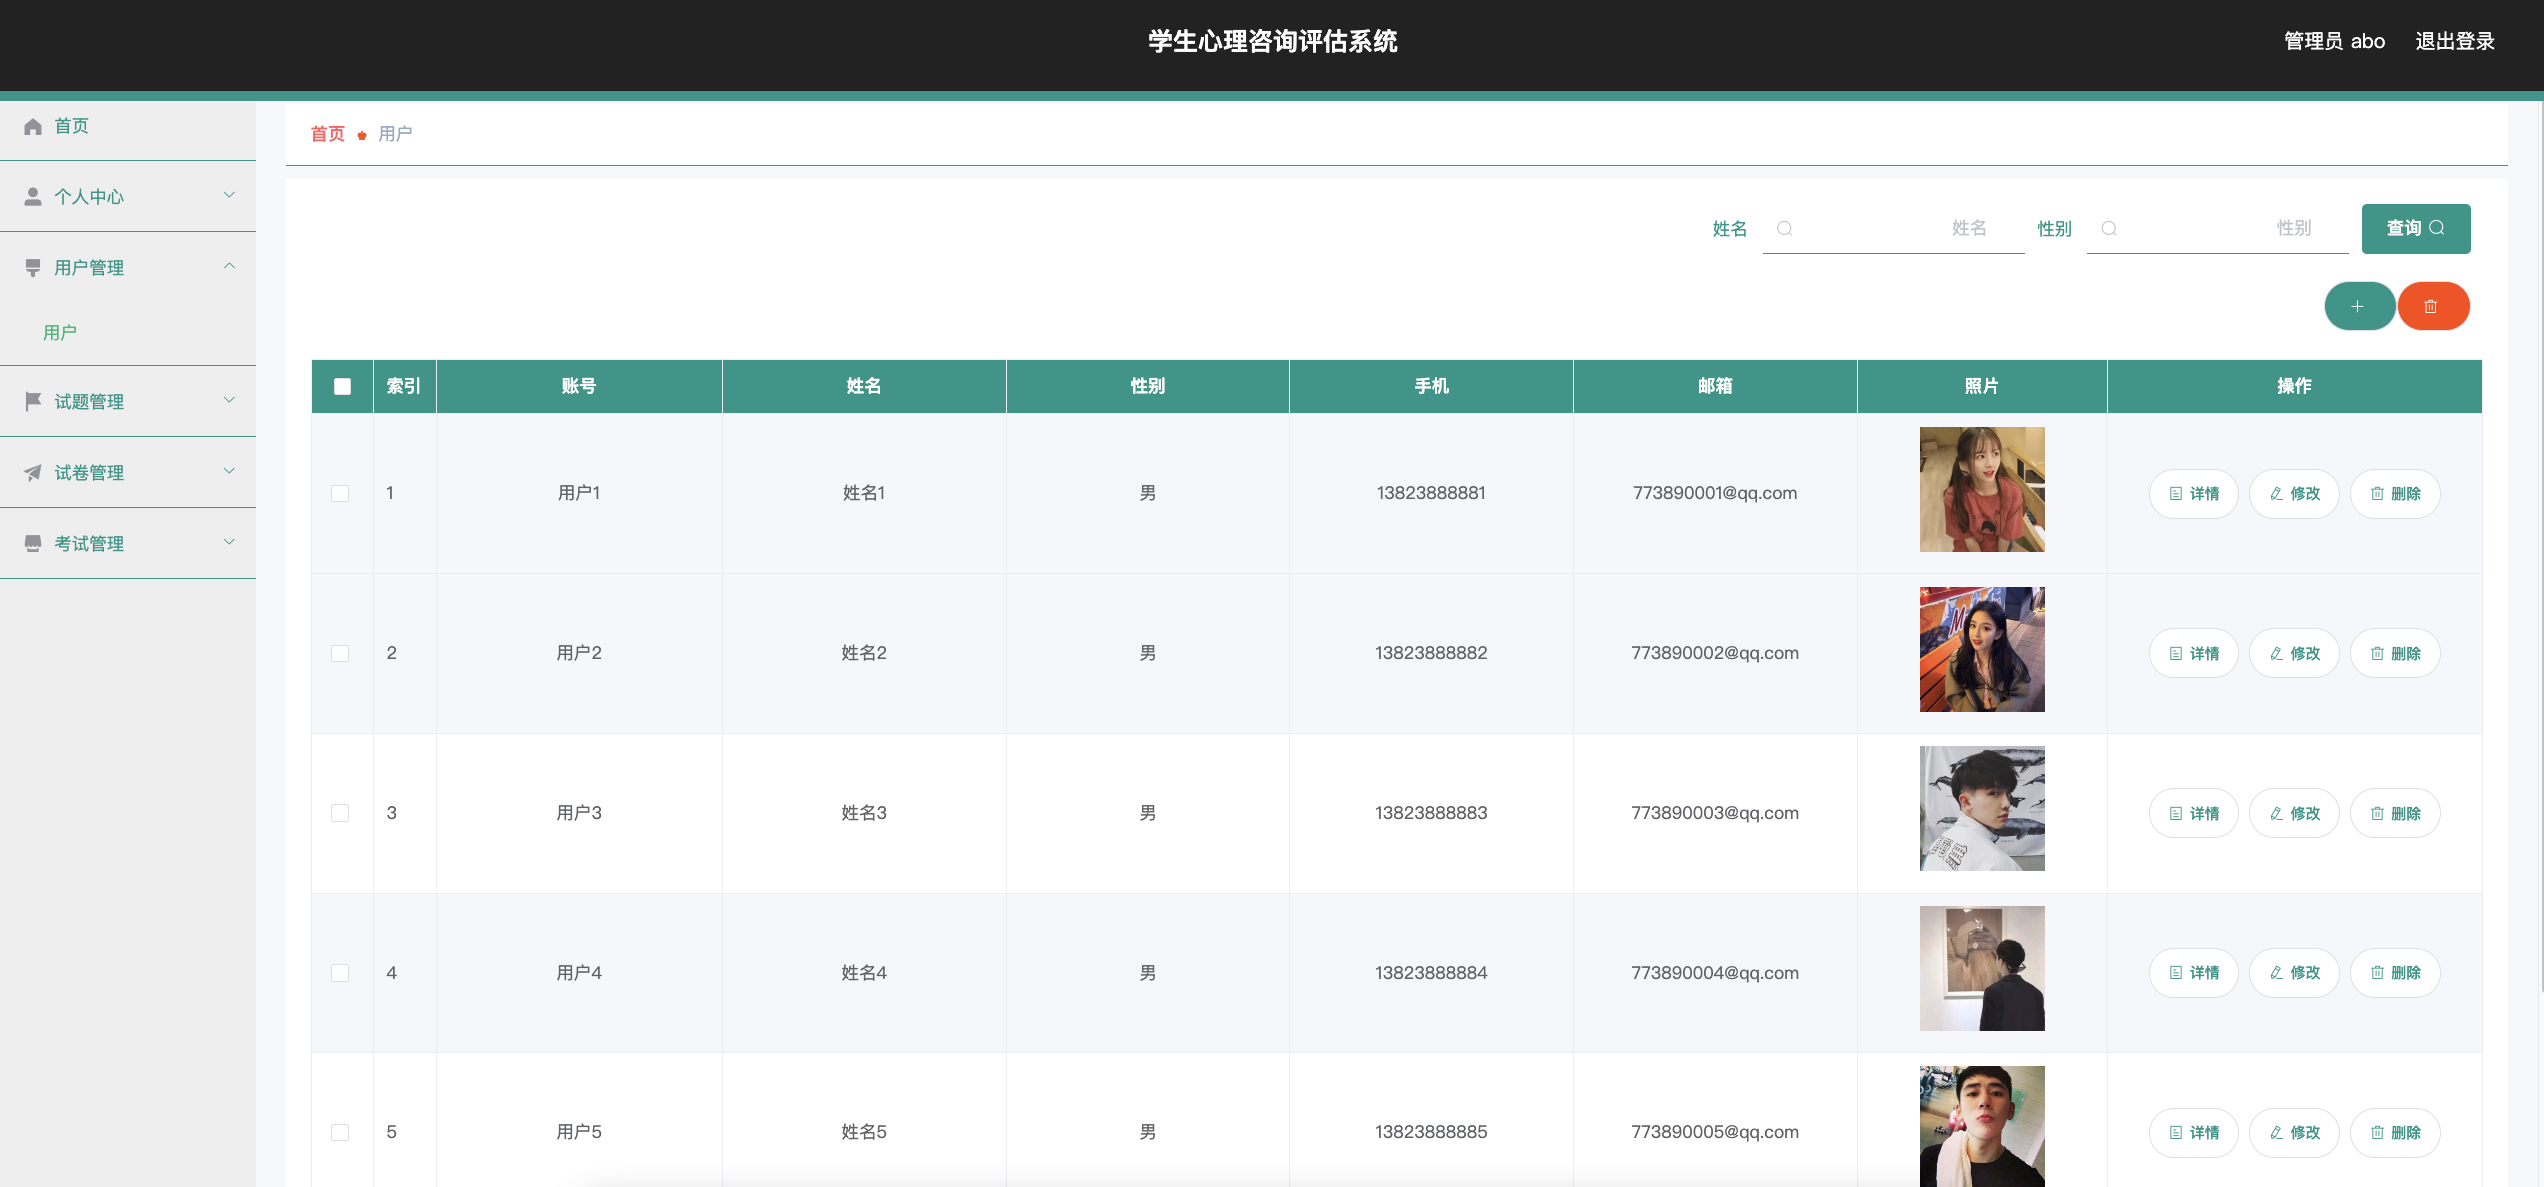 学生心理咨询评估系统
管理员 abo 退出登录
首页
个人中心
用户管理
用户
试题管理
试卷管理
考试管理
首页 用户
姓名 姓名 性别 性别 查询
索引 账号 姓名 性别 手机 邮箱 照片 操作
1 用户1 姓名1 男 13823888881 773890001@qq.com 详情 修改 删除
2 用户2 姓名2 男 13823888882 773890002@qq.com 详情 修改 删除
3 用户3 姓名3 男 13823888883 773890003@qq.com 详情 修改 删除
4 用户4 姓名4 男 13823888884 773890004@qq.com 详情 修改 删除
5 用户5 姓名5 男 13823888885 773890005@qq.com 详情 修改 删除